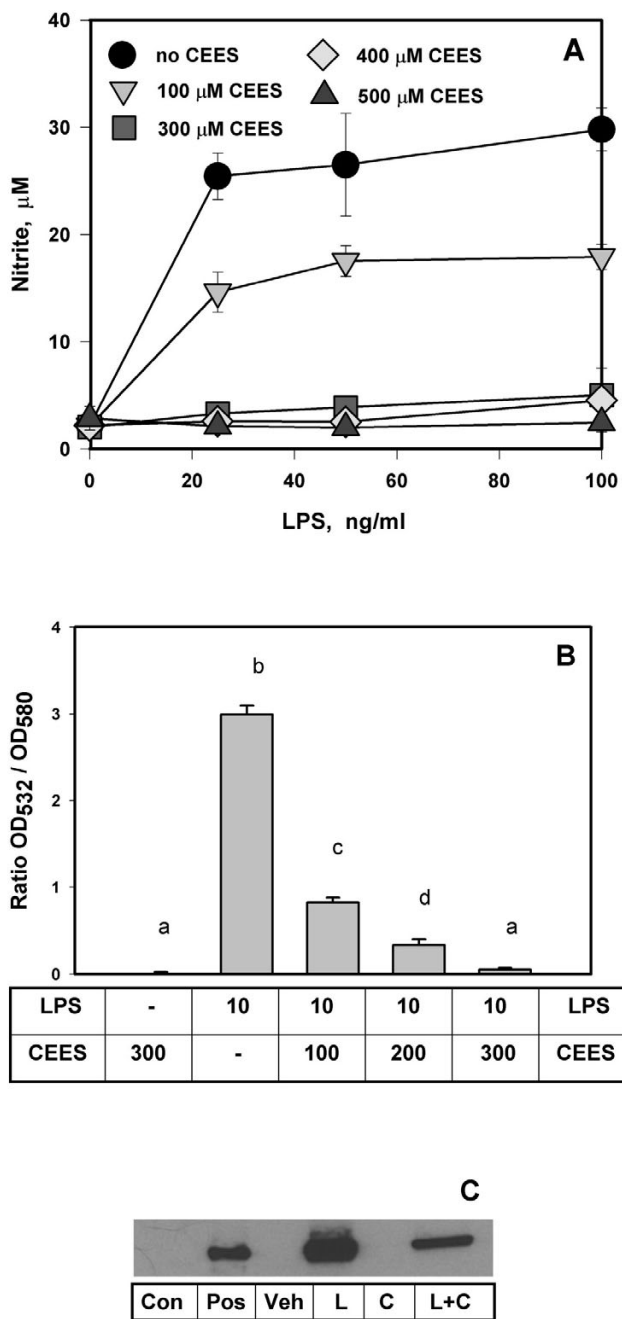 40
A
no CEES
400 μM CEES
100 μM CEES
500 μM CEES
300 μM CEES
30
Nitrite, μM
20
10
0
0 20 40 60 80 100
LPS, ng/ml
4
B
b
3
Ratio OD532 / OD580
2
c
1
d
a
a
0
LPS - 10 10 10 10 LPS
CEES 300 - 100 200 300 CEES
C
Con Pos Veh L C L+C